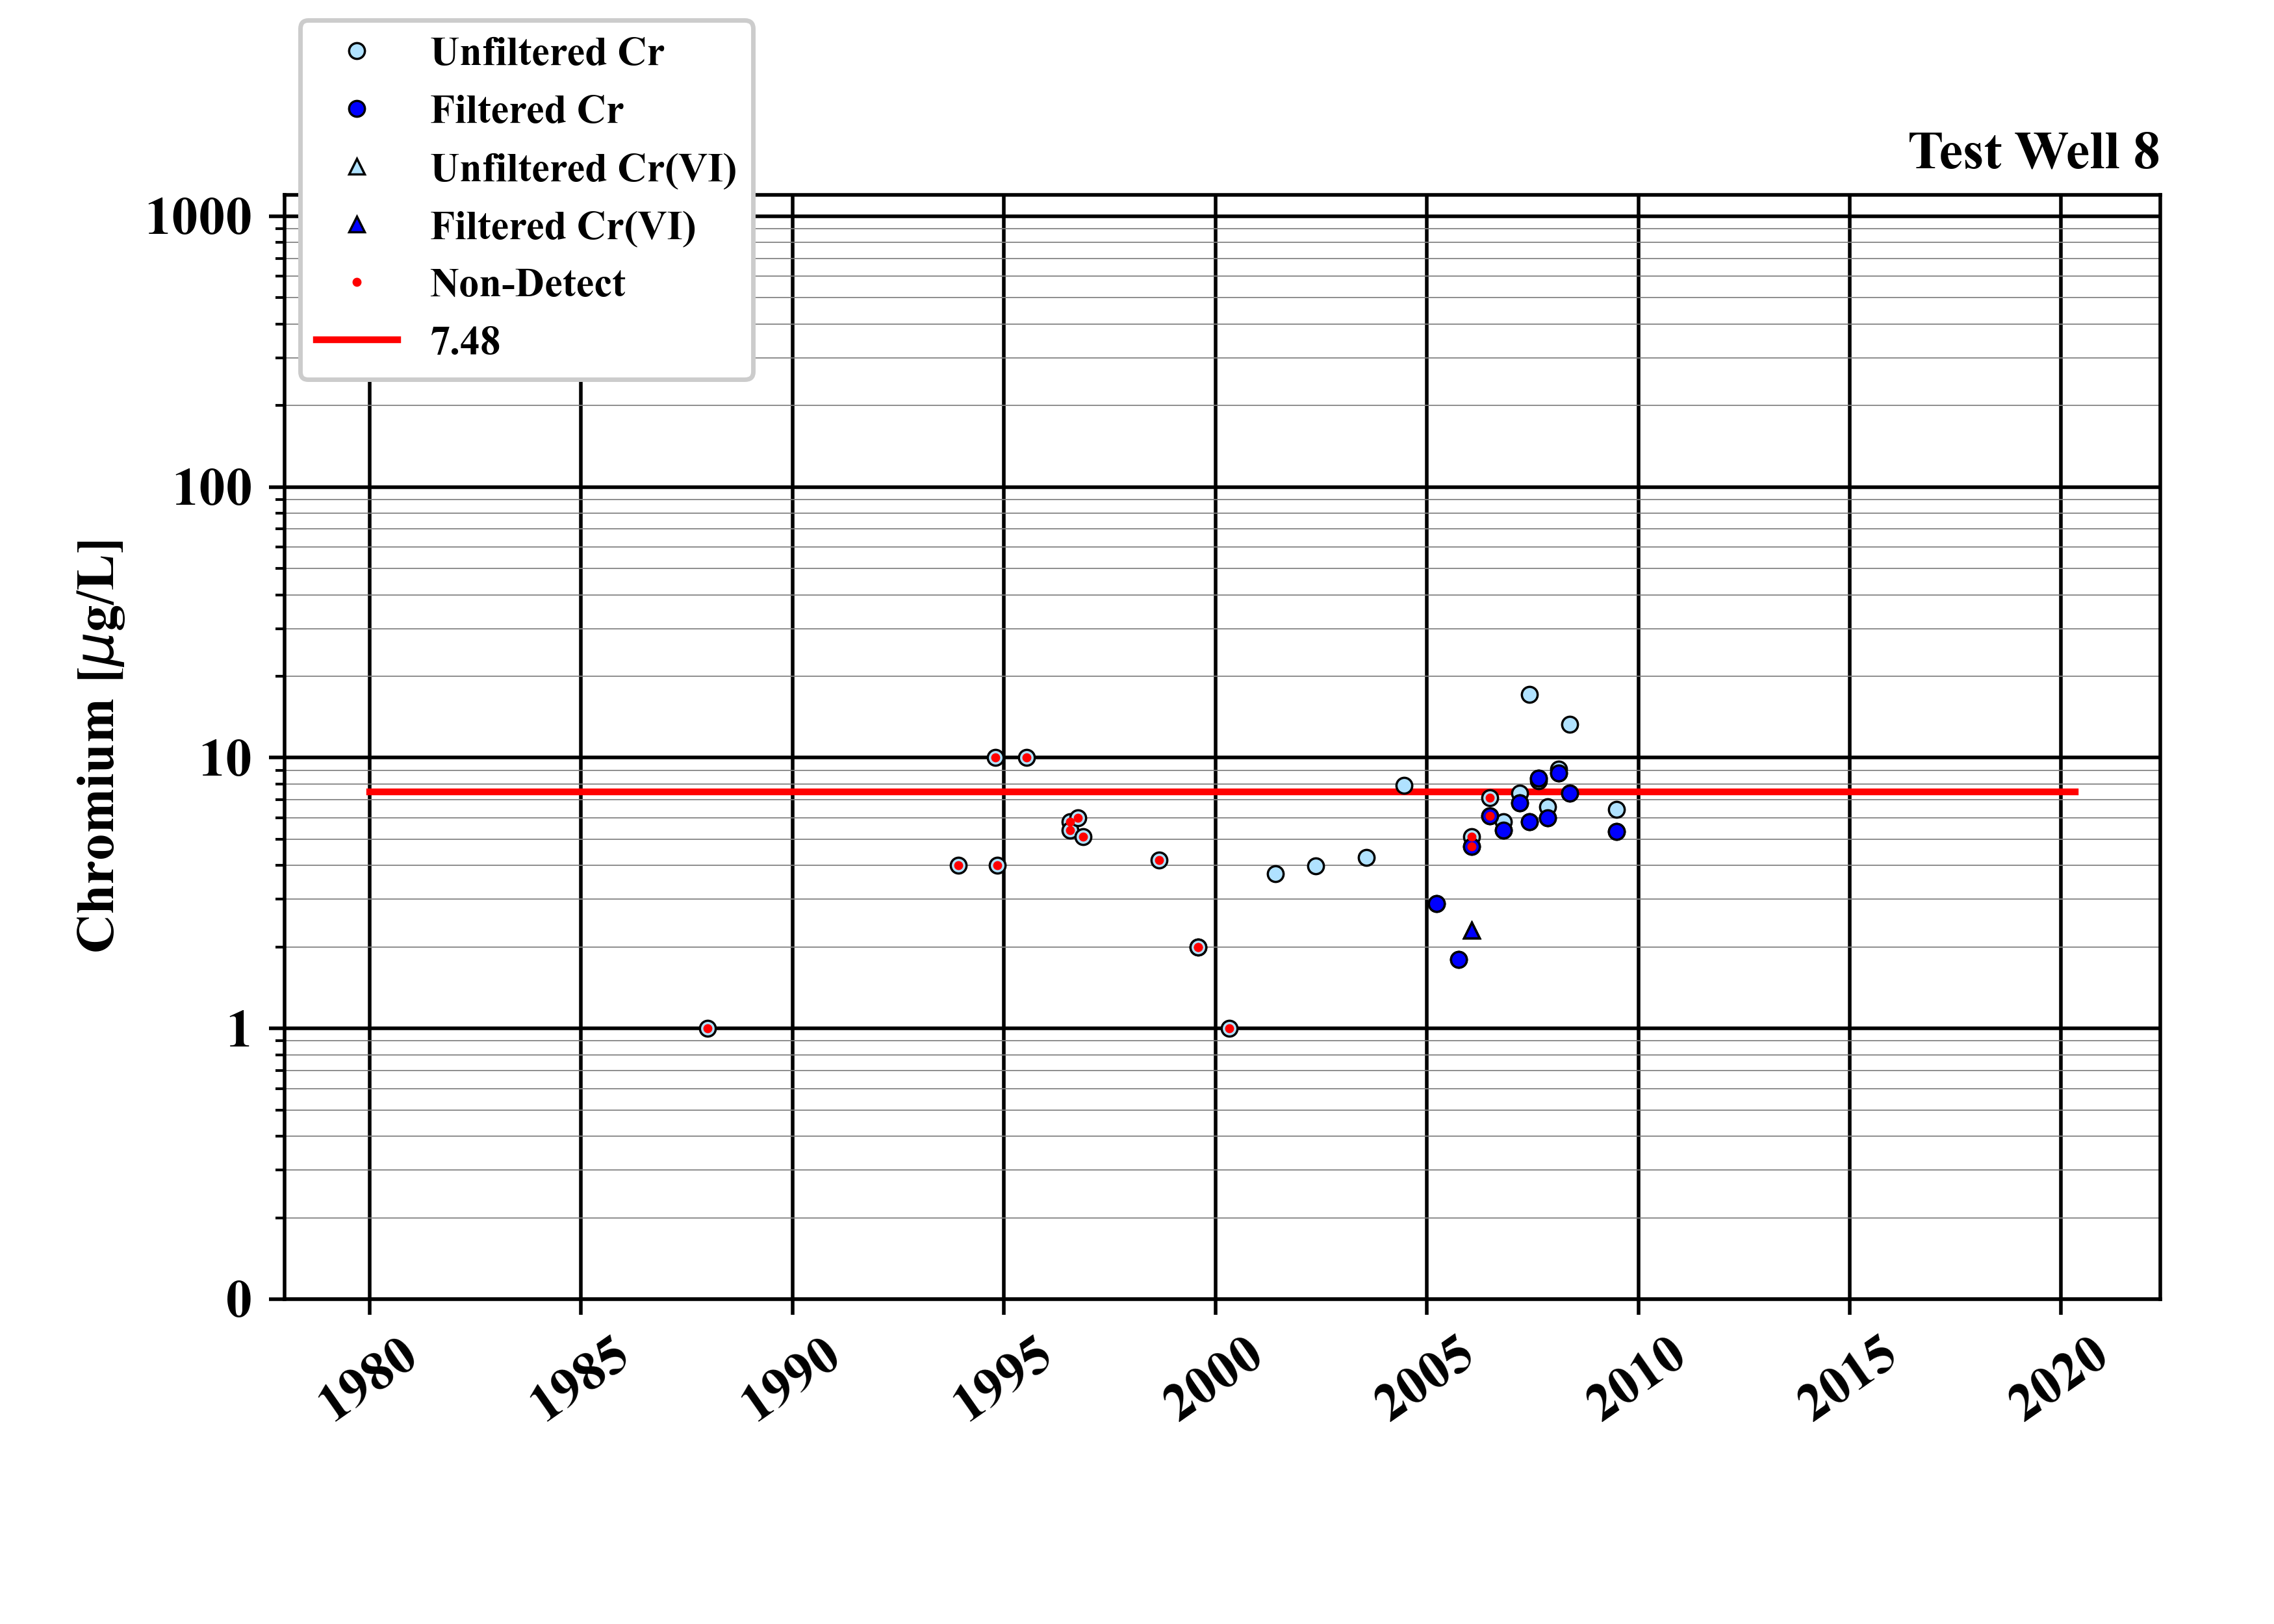 Unfiltered Cr
Filtered Cr
Unfiltered Cr(VI)
Filtered Cr(VI)
Non-Detect
7.48
Test Well 8
Chromium [μg/L]
1000
100
10
1
0
1980
1985
1990
1995
2000
2005
2010
2015
2020